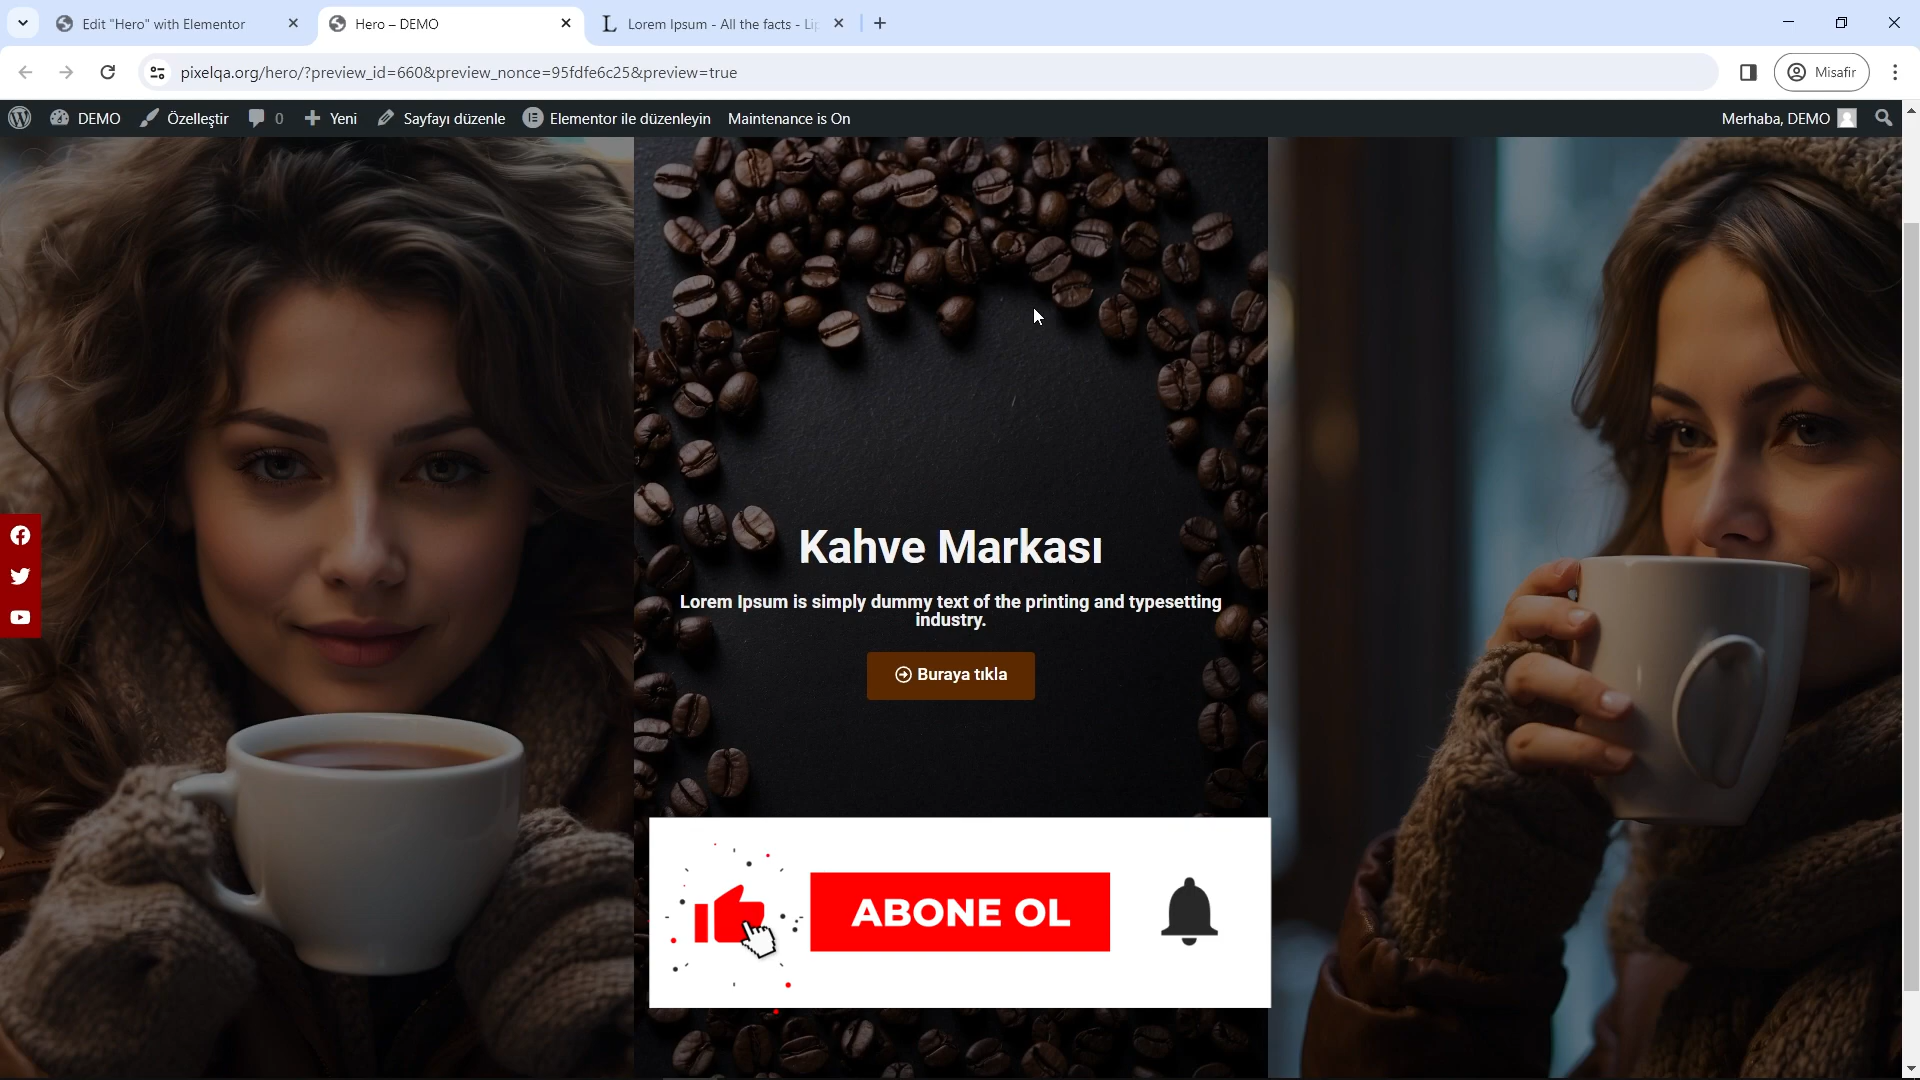 Edit "Hero" with Elementor
Hero – DEMO
Lorem Ipsum - All the facts - Lip
pixelqa.org/hero/?preview_id=660&preview_nonce=95fdfe6c25&preview=true
Misafir
DEMO
Özelleştir
0
Yeni
Sayfayı düzenle
Elementor ile düzenleyin
Maintenance is On
Merhaba, DEMO
Kahve Markası
Lorem Ipsum is simply dummy text of the printing and typesetting
industry.
Buraya tıkla
ABONE OL